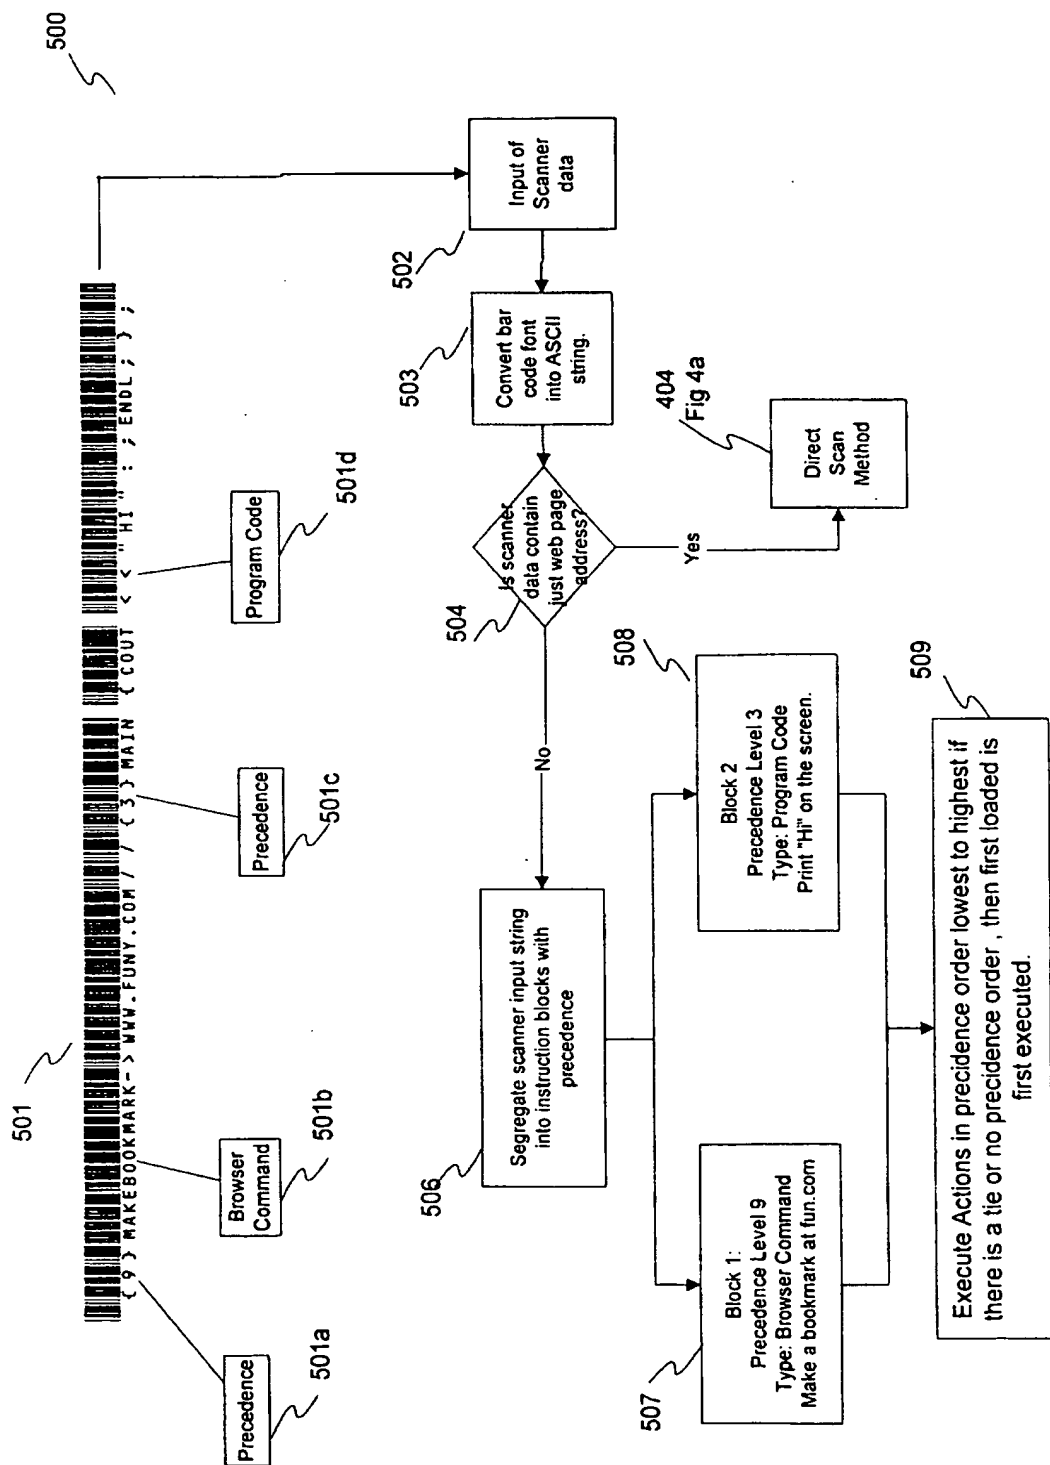 500
501
{9}MAKEBOOKMARK->WWW.FUNY.COM// {3}MAIN {COUT <<"HI":;ENDL;};
Precedence
501a
Browser
Command
501b
Precedence
501c
Program Code
501d
502
Input of
Scanner
data
503
Convert bar
code font
into ASCII
string.
504
Is scanner
data contain
just web page
address?
Yes
404
Fig 4a
Direct
Scan
Method
No
506
Segregate scanner input string
into instruction blocks with
precedence
507
Block 1:
Precedence Level 9
Type: Browser Command
Make a bookmark at fun.com
508
Block 2
Precedence Level 3
Type: Program Code
Print "Hi" on the screen.
509
Execute Actions in precidence order lowest to highest if
there is a tie or no precidence order , then first loaded is
first executed.